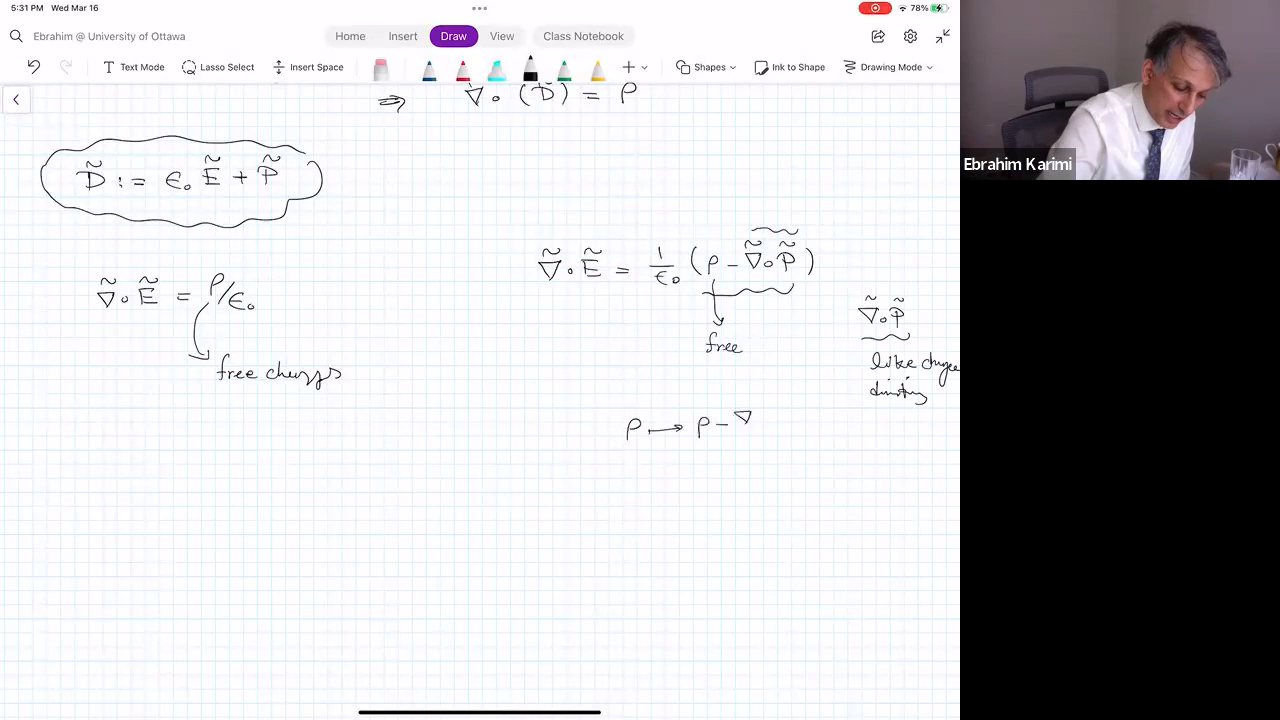 5:31 PM Wed Mar 16
78%
Ebrahim @ University of Ottawa
Home Insert Draw View Class Notebook
Text Mode Lasso Select Insert Space Shapes Ink to Shape Drawing Mode
⇒ ∇∘(D̃) = ρ
D̃ := ϵ₀ Ẽ + P̃
∇̃∘Ẽ = 1/ϵ₀ (ρ − ∇̃∘P̃)
∇̃∘Ẽ = ρ/ϵ₀
free
free charges
∇̃∘P̃
like charge
ρ → ρ − ∇
Ebrahim Karimi